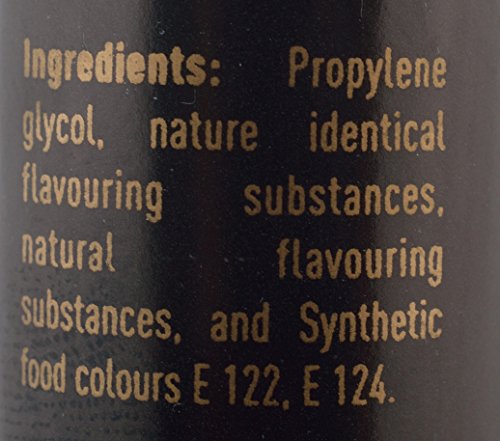 Ingredients: Propylene
glycol, nature identical
flavouring substances,
natural flavouring
substances, and Synthetic
food colours E 122, E 124.